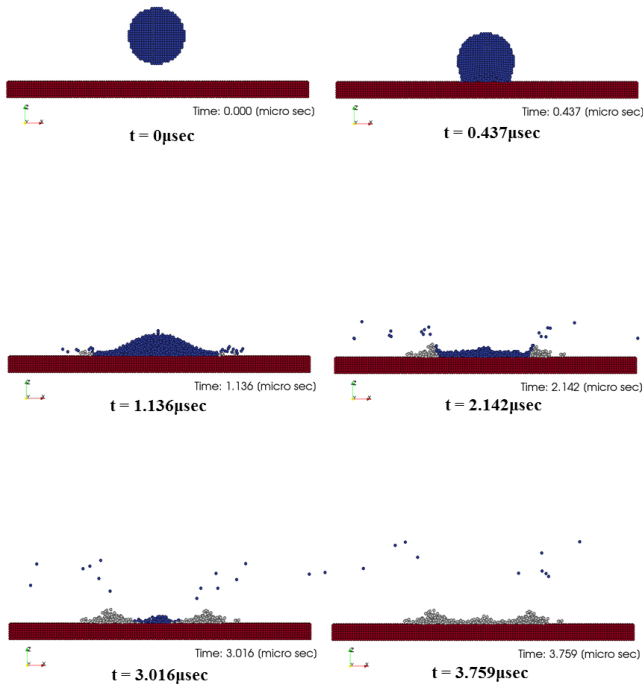 Time: 0.000 (micro sec)
t = 0μsec
Time: 0.437 (micro sec)
t = 0.437μsec
Time: 1.136 (micro sec)
t = 1.136μsec
Time: 2.142 (micro sec)
t = 2.142μsec
Time: 3.016 (micro sec)
t = 3.016μsec
Time: 3.759 (micro sec)
t = 3.759μsec